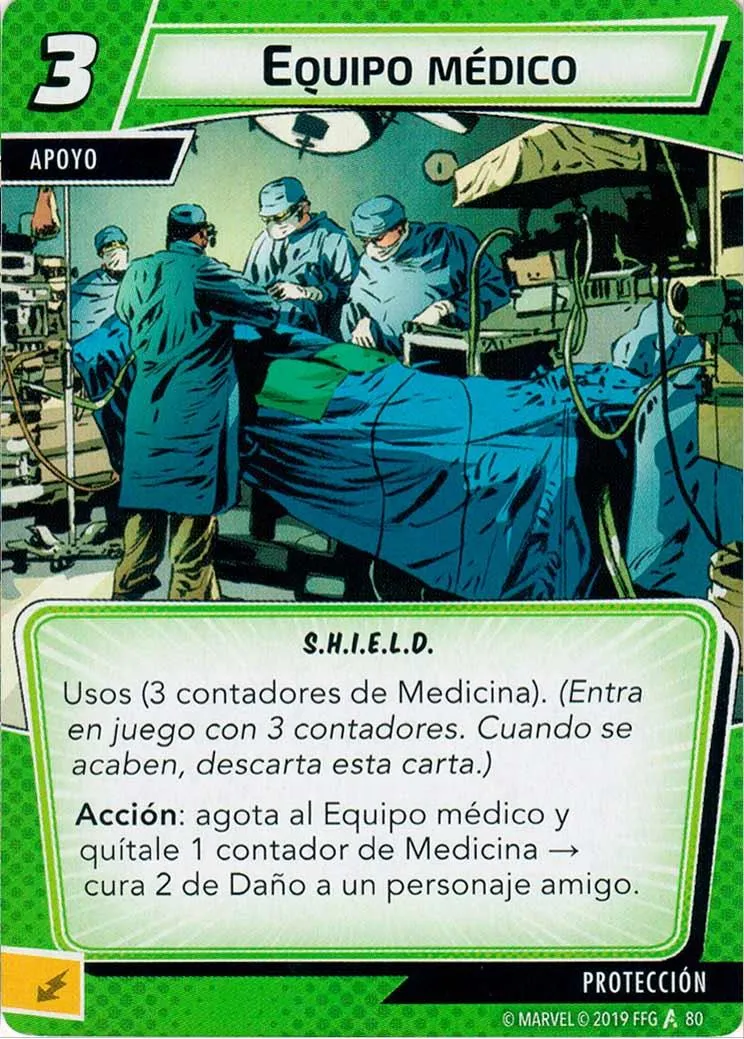 3
EQUIPO MÉDICO
APOYO
S.H.I.E.L.D.
Usos (3 contadores de Medicina). (Entra
en juego con 3 contadores. Cuando se
acaben, descarta esta carta.)
Acción: agota al Equipo médico y
quítale 1 contador de Medicina →
cura 2 de Daño a un personaje amigo.
PROTECCIÓN
© MARVEL © 2019 FFG 80